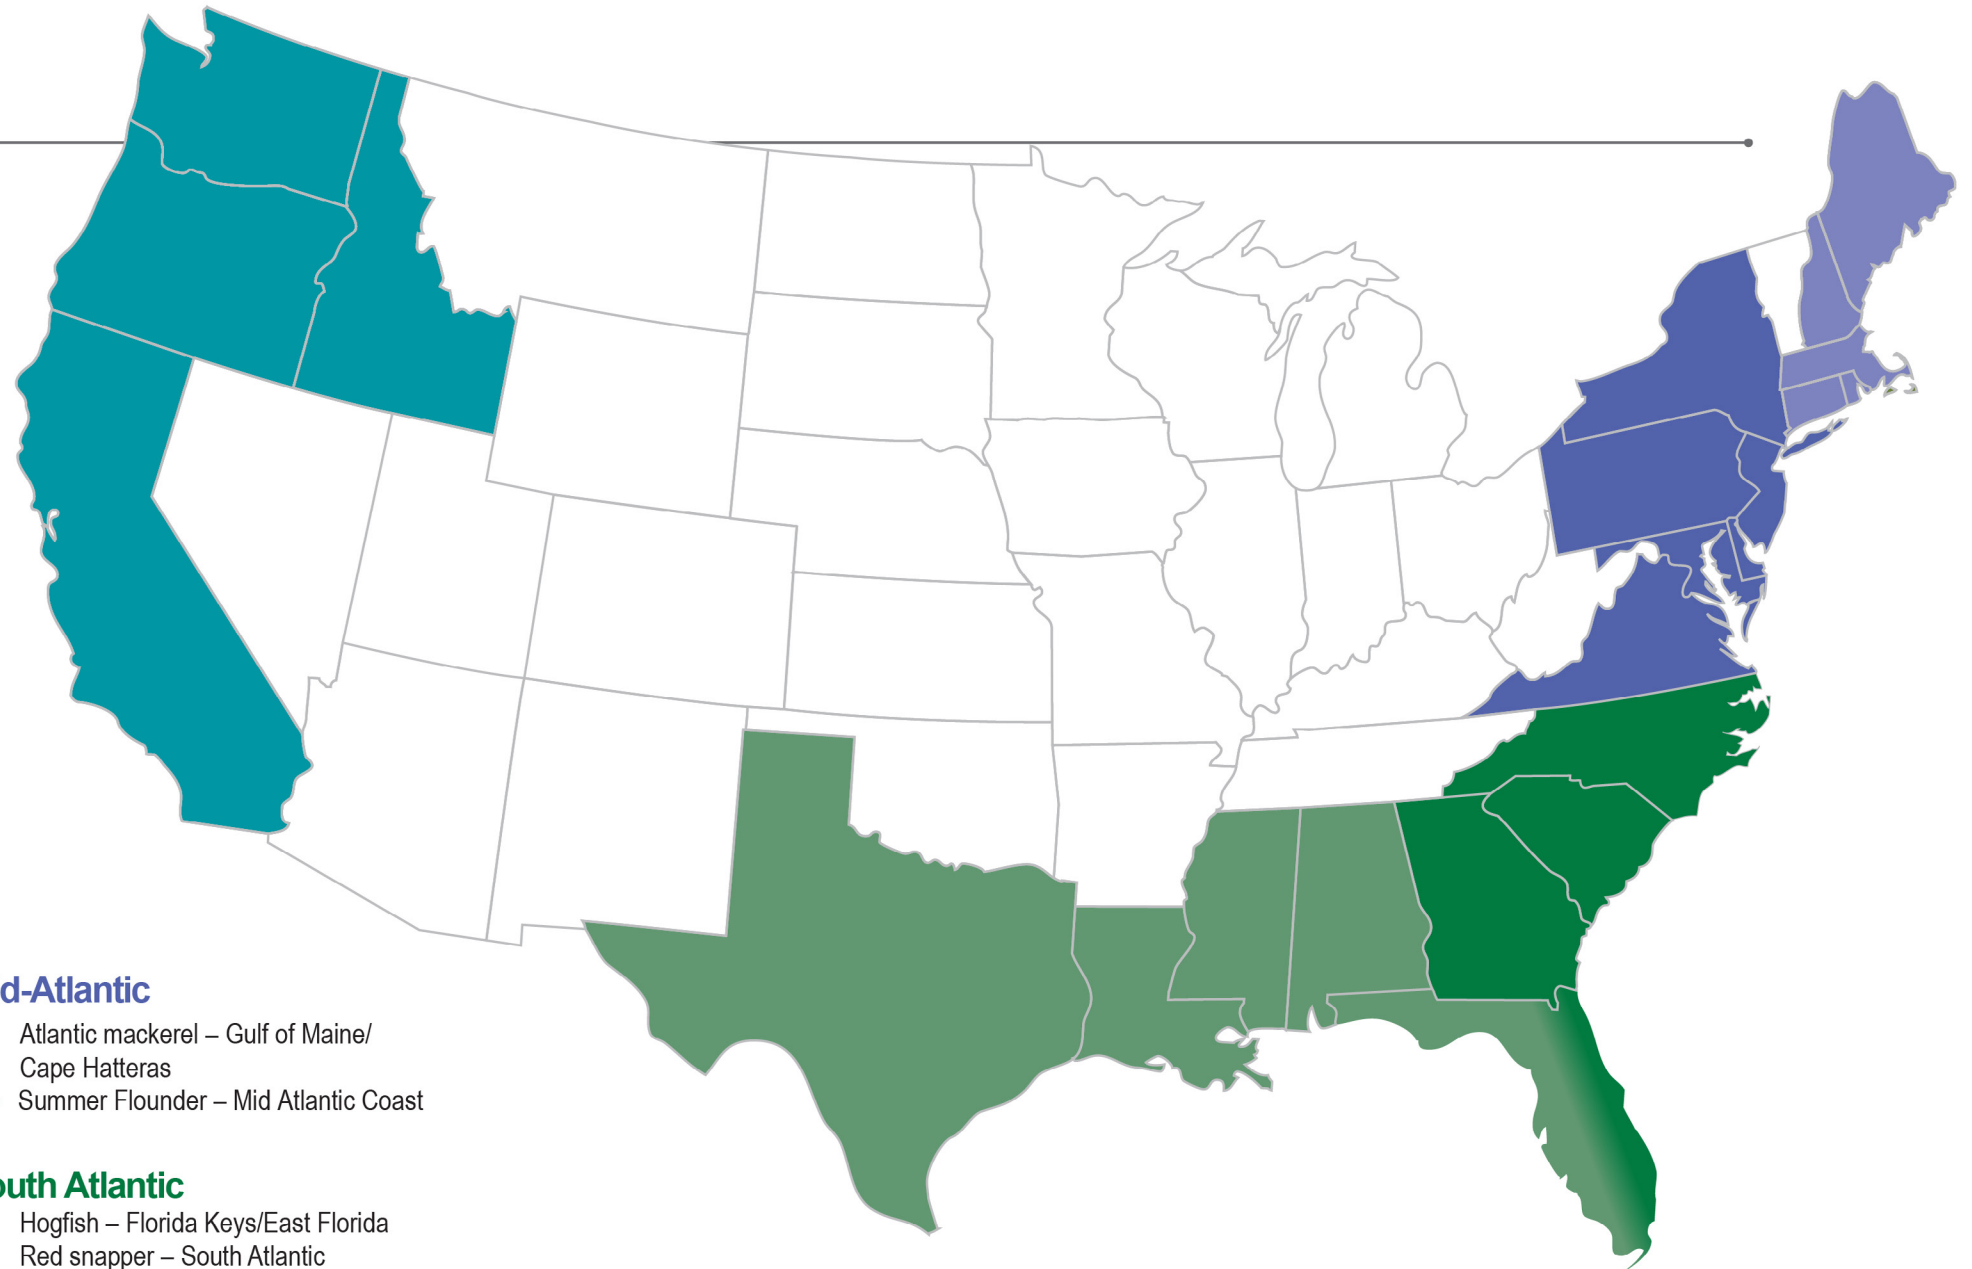 d-Atlantic
Atlantic mackerel – Gulf of Maine/
Cape Hatteras
Summer Flounder – Mid Atlantic Coast
outh Atlantic
Hogfish – Florida Keys/East Florida
Red snapper – South Atlantic